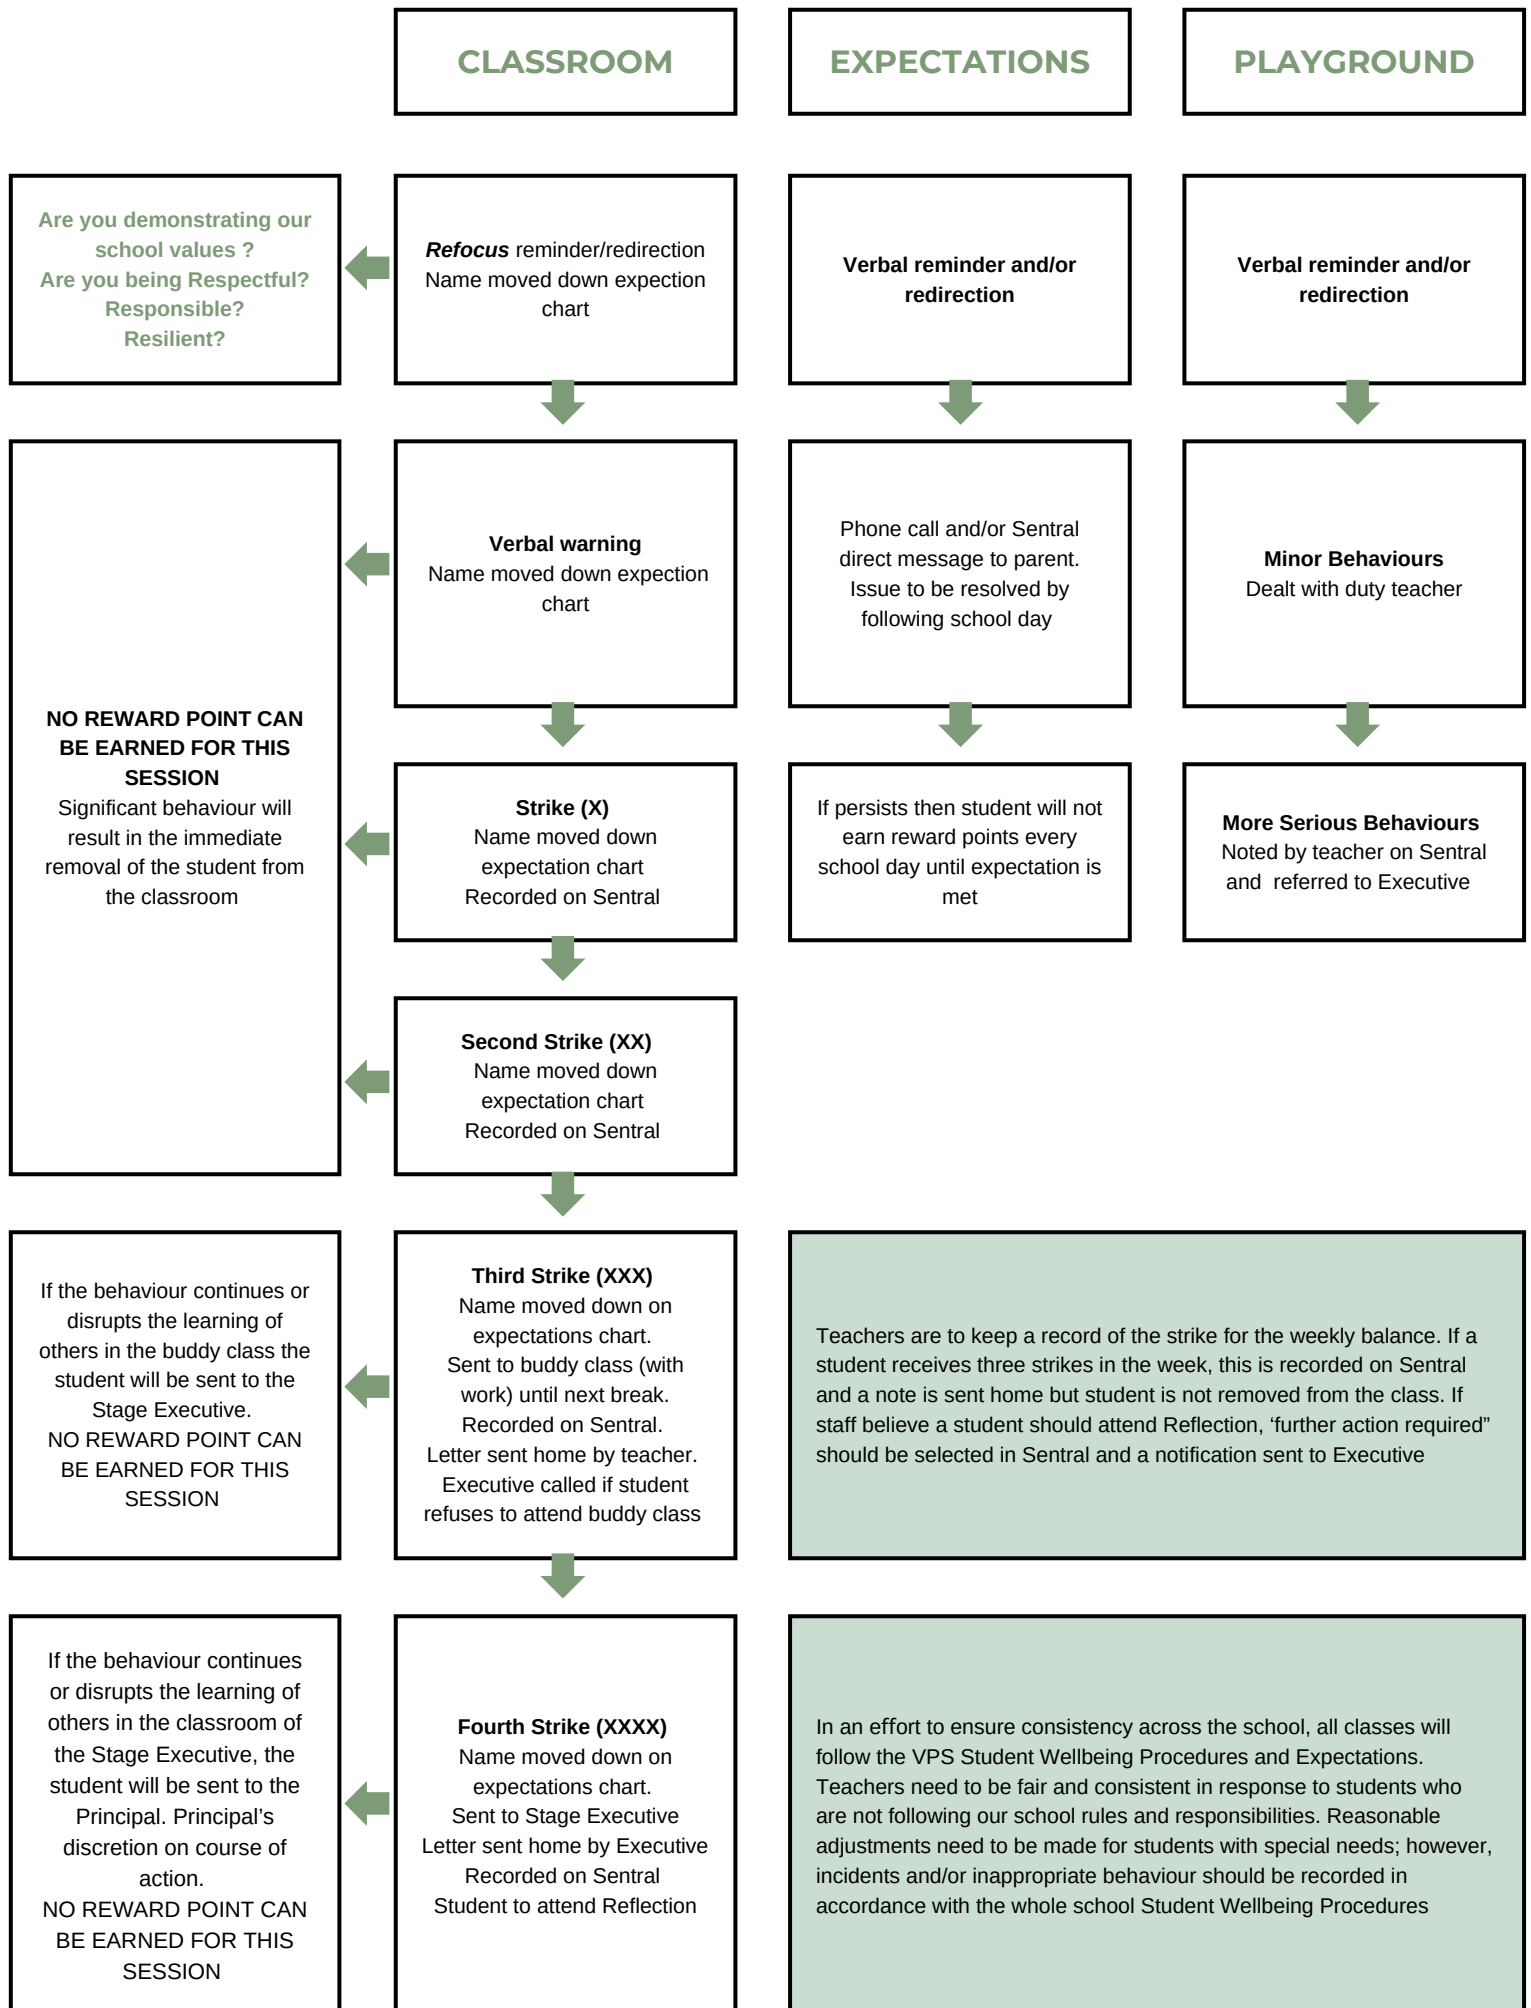 CLASSROOM
EXPECTATIONS
PLAYGROUND
Are you demonstrating our
school values ?
Are you being Respectful?
Responsible?
Resilient?
Refocus reminder/redirection
Name moved down expection
chart
Verbal reminder and/or
redirection
Verbal reminder and/or
redirection
NO REWARD POINT CAN
BE EARNED FOR THIS
SESSION
Significant behaviour will
result in the immediate
removal of the student from
the classroom
Verbal warning
Name moved down expection
chart
Phone call and/or Sentral
direct message to parent.
Issue to be resolved by
following school day
Minor Behaviours
Dealt with duty teacher
Strike (X)
Name moved down
expectation chart
Recorded on Sentral
If persists then student will not
earn reward points every
school day until expectation is
met
More Serious Behaviours
Noted by teacher on Sentral
and referred to Executive
Second Strike (XX)
Name moved down
expectation chart
Recorded on Sentral
If the behaviour continues or
disrupts the learning of
others in the buddy class the
student will be sent to the
Stage Executive.
NO REWARD POINT CAN
BE EARNED FOR THIS
SESSION
Third Strike (XXX)
Name moved down on
expectations chart.
Sent to buddy class (with
work) until next break.
Recorded on Sentral.
Letter sent home by teacher.
Executive called if student
refuses to attend buddy class
Teachers are to keep a record of the strike for the weekly balance. If a
student receives three strikes in the week, this is recorded on Sentral
and a note is sent home but student is not removed from the class. If
staff believe a student should attend Reflection, ‘further action required”
should be selected in Sentral and a notification sent to Executive
If the behaviour continues
or disrupts the learning of
others in the classroom of
the Stage Executive, the
student will be sent to the
Principal. Principal’s
discretion on course of
action.
NO REWARD POINT CAN
BE EARNED FOR THIS
SESSION
Fourth Strike (XXXX)
Name moved down on
expectations chart.
Sent to Stage Executive
Letter sent home by Executive
Recorded on Sentral
Student to attend Reflection
In an effort to ensure consistency across the school, all classes will
follow the VPS Student Wellbeing Procedures and Expectations.
Teachers need to be fair and consistent in response to students who
are not following our school rules and responsibilities. Reasonable
adjustments need to be made for students with special needs; however,
incidents and/or inappropriate behaviour should be recorded in
accordance with the whole school Student Wellbeing Procedures